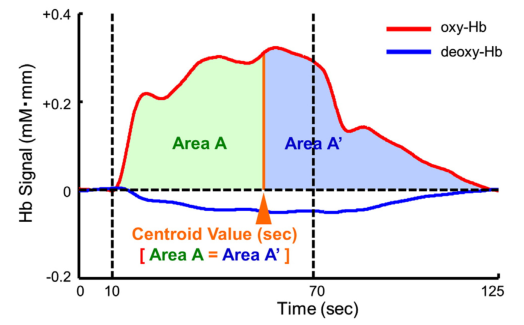 +0.4
oxy-Hb
deoxy-Hb
+0.2
Hb Signal (mM·mm)
Area A
Area A'
0
Centroid Value (sec)
[ Area A = Area A' ]
-0.2
0
10
70
125
Time (sec)